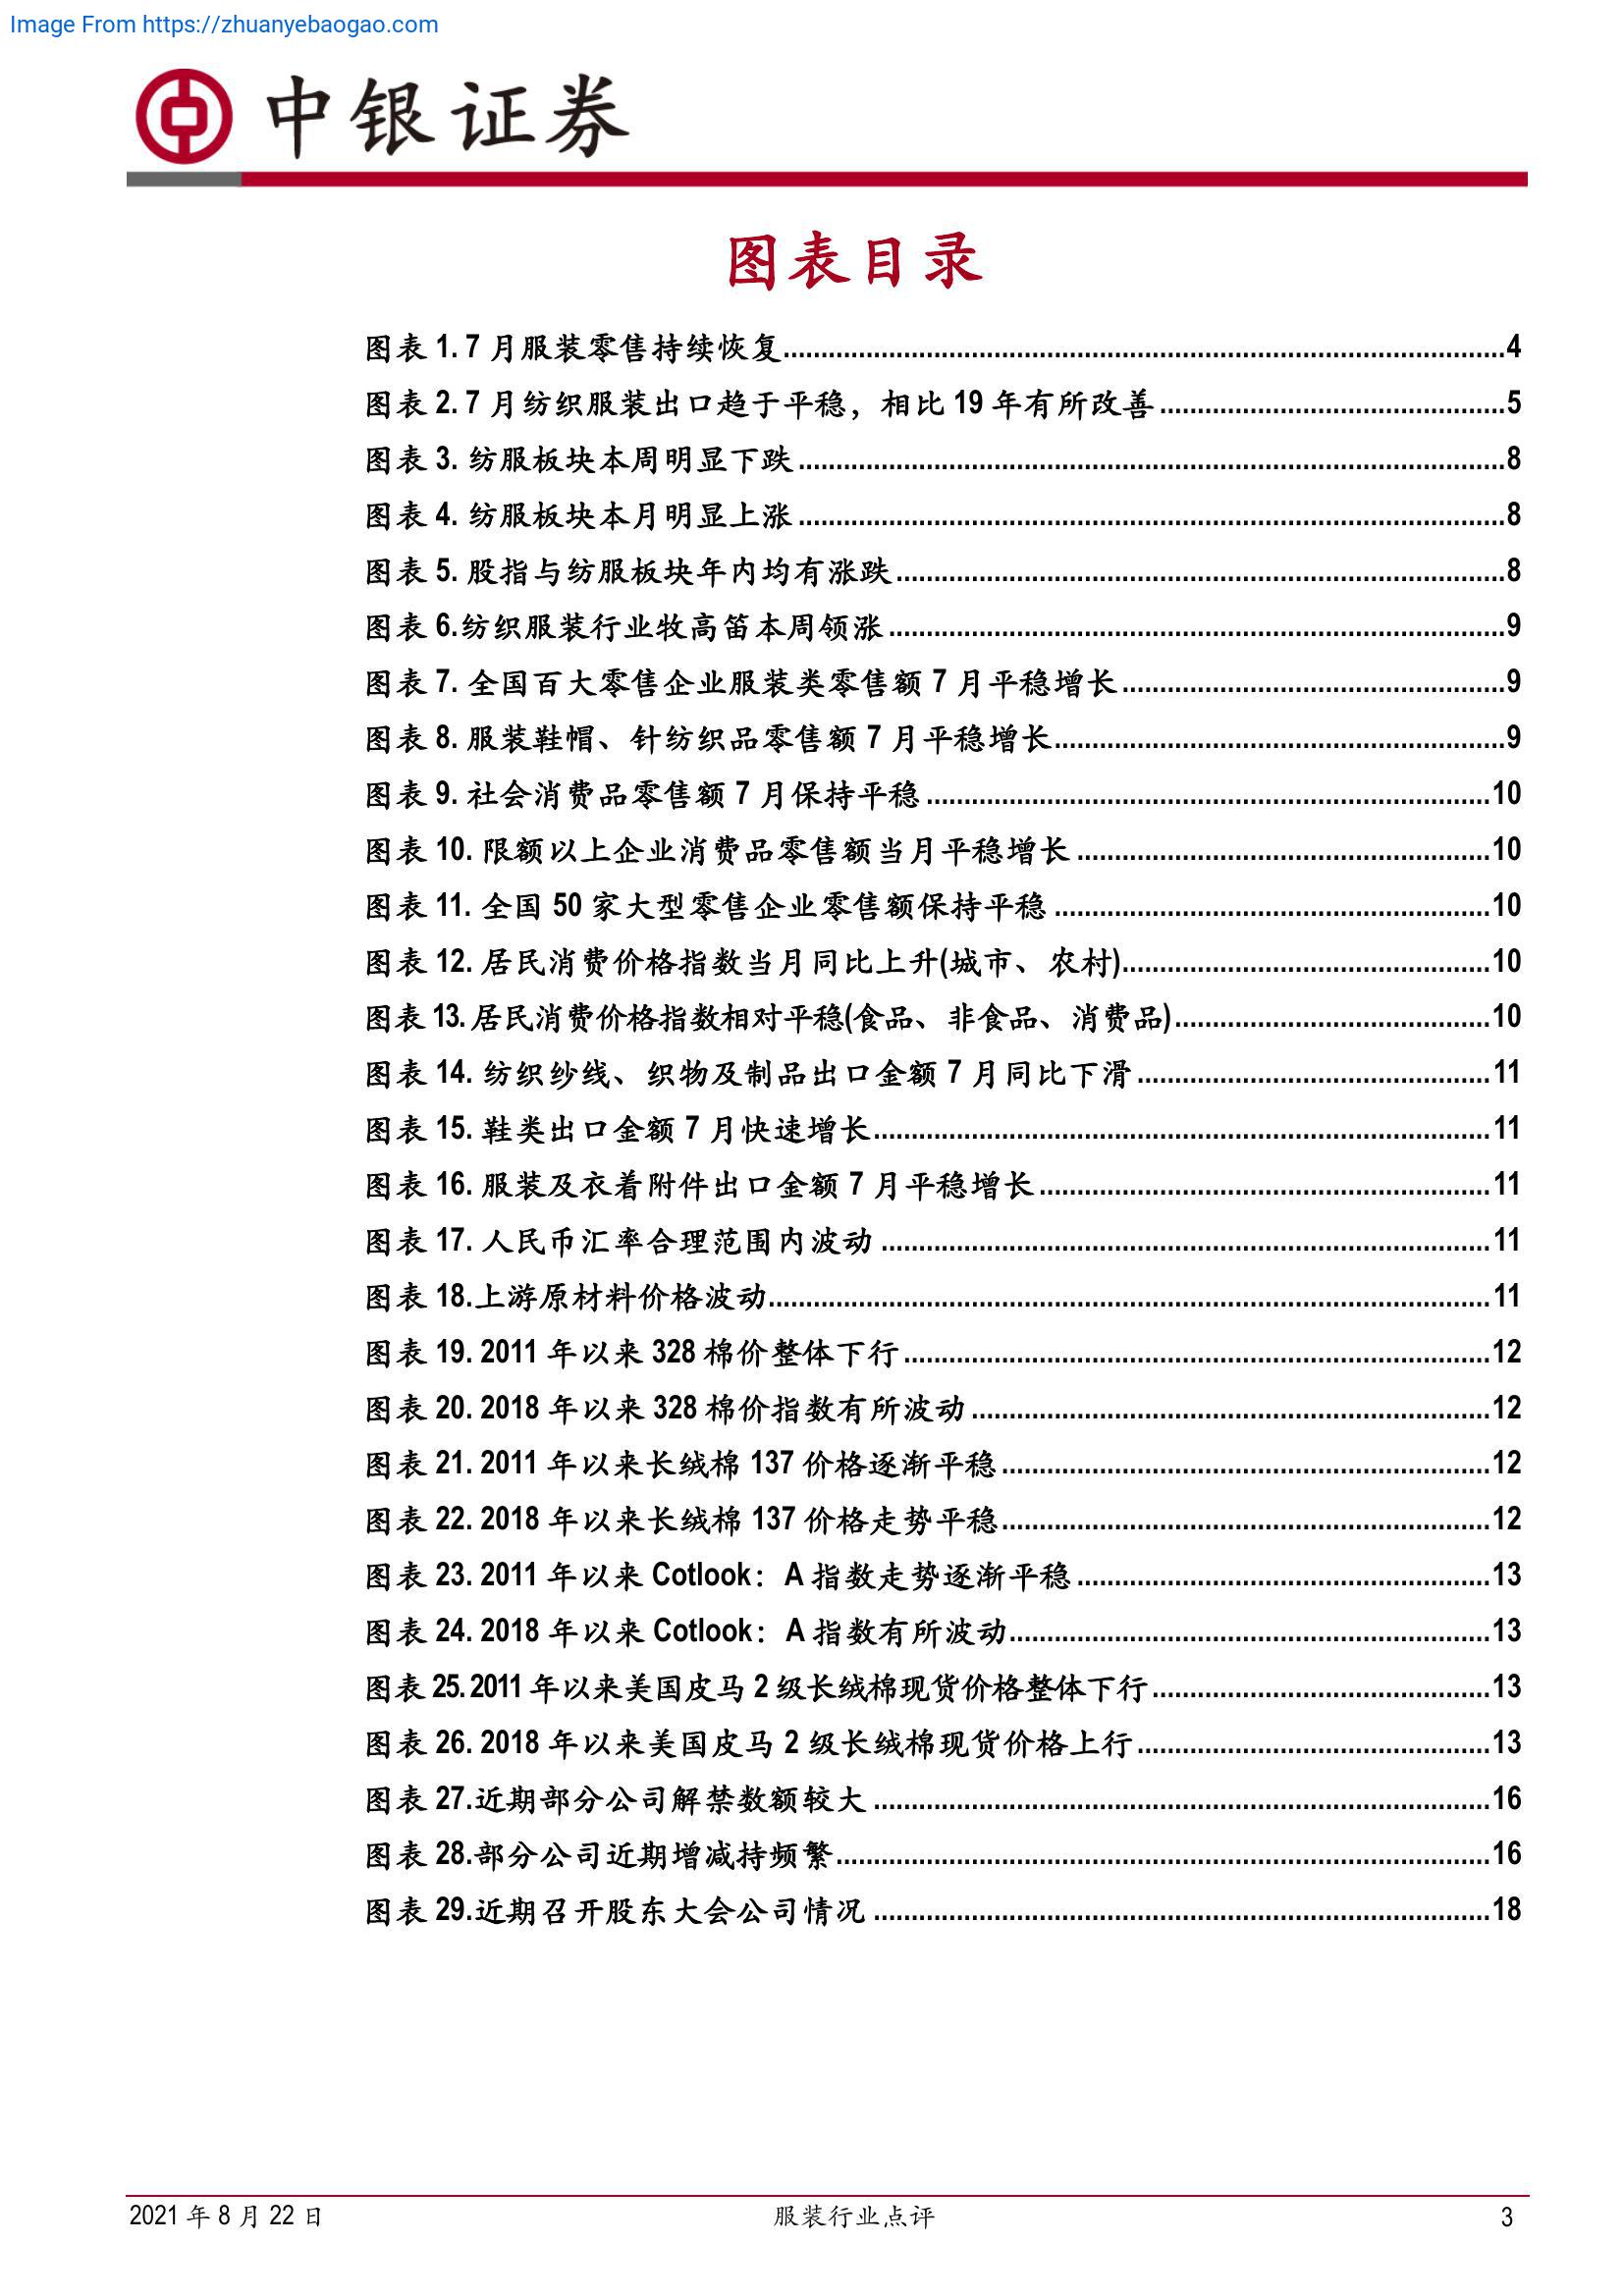 Image From https://zhuanyebaogao.com
中银证券
图表目录
图表 1. 7 月服装零售持续恢复....................4
图表 2. 7 月纺织服装出口趋于平稳，相比 19 年有所改善....................5
图表 3. 纺服板块本周明显下跌....................8
图表 4. 纺服板块本月明显上涨....................8
图表 5. 股指与纺服板块年内均有涨跌....................8
图表 6.纺织服装行业牧高笛本周领涨....................9
图表 7. 全国百大零售企业服装类零售额 7 月平稳增长....................9
图表 8. 服装鞋帽、针纺织品零售额 7 月平稳增长....................9
图表 9. 社会消费品零售额 7 月保持平稳....................10
图表 10. 限额以上企业消费品零售额当月平稳增长....................10
图表 11. 全国 50 家大型零售企业零售额保持平稳....................10
图表 12. 居民消费价格指数当月同比上升(城市、农村)....................10
图表 13. 居民消费价格指数相对平稳(食品、非食品、消费品)....................10
图表 14. 纺织纱线、织物及制品出口金额 7 月同比下滑....................11
图表 15. 鞋类出口金额 7 月快速增长....................11
图表 16. 服装及衣着附件出口金额 7 月平稳增长....................11
图表 17. 人民币汇率合理范围内波动....................11
图表 18.上游原材料价格波动....................11
图表 19. 2011 年以来 328 棉价整体下行....................12
图表 20. 2018 年以来 328 棉价指数有所波动....................12
图表 21. 2011 年以来长绒棉 137 价格逐渐平稳....................12
图表 22. 2018 年以来长绒棉 137 价格走势平稳....................12
图表 23. 2011 年以来 Cotlook：A 指数走势逐渐平稳....................13
图表 24. 2018 年以来 Cotlook：A 指数有所波动....................13
图表 25. 2011 年以来美国皮马 2 级长绒棉现货价格整体下行....................13
图表 26. 2018 年以来美国皮马 2 级长绒棉现货价格上行....................13
图表 27.近期部分公司解禁数额较大....................16
图表 28.部分公司近期增减持频繁....................16
图表 29.近期召开股东大会公司情况....................18
2021 年 8 月 22 日 服装行业点评 3